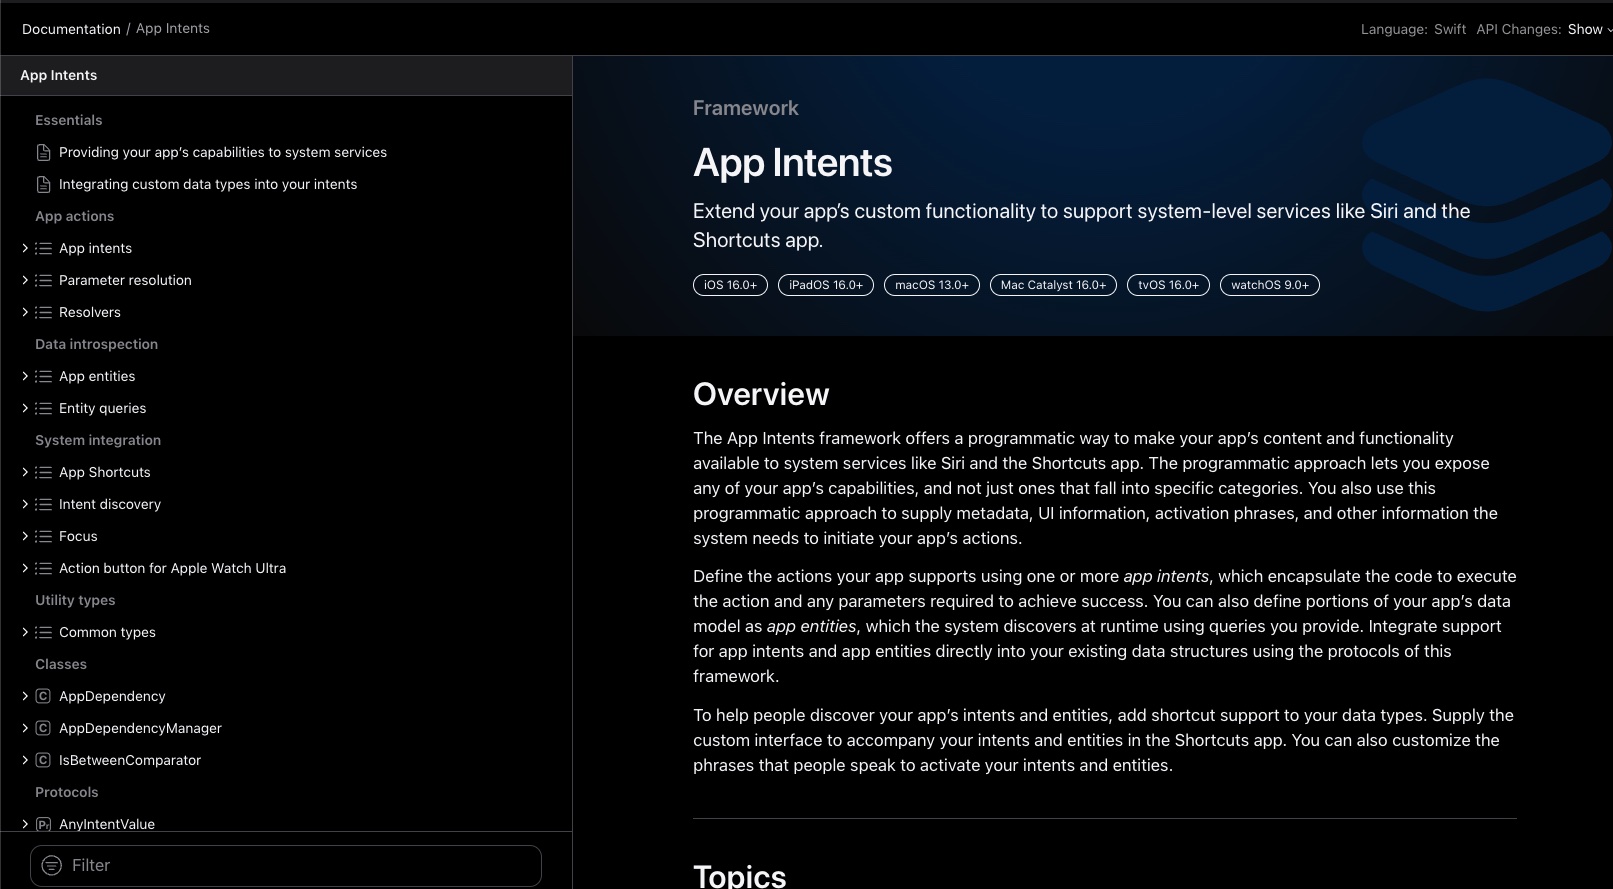 Documentation / App Intents
Language: Swift API Changes: Show
App Intents
Essentials
Providing your app’s capabilities to system services
Integrating custom data types into your intents
App actions
App intents
Parameter resolution
Resolvers
Data introspection
App entities
Entity queries
System integration
App Shortcuts
Intent discovery
Focus
Action button for Apple Watch Ultra
Utility types
Common types
Classes
C AppDependency
C AppDependencyManager
C IsBetweenComparator
Protocols
Pr AnyIntentValue
Filter
Framework
App Intents
Extend your app’s custom functionality to support system-level services like Siri and the
Shortcuts app.
iOS 16.0+ iPadOS 16.0+ macOS 13.0+ Mac Catalyst 16.0+ tvOS 16.0+ watchOS 9.0+
Overview
The App Intents framework offers a programmatic way to make your app’s content and functionality
available to system services like Siri and the Shortcuts app. The programmatic approach lets you expose
any of your app’s capabilities, and not just ones that fall into specific categories. You also use this
programmatic approach to supply metadata, UI information, activation phrases, and other information the
system needs to initiate your app’s actions.
Define the actions your app supports using one or more app intents, which encapsulate the code to execute
the action and any parameters required to achieve success. You can also define portions of your app’s data
model as app entities, which the system discovers at runtime using queries you provide. Integrate support
for app intents and app entities directly into your existing data structures using the protocols of this
framework.
To help people discover your app’s intents and entities, add shortcut support to your data types. Supply the
custom interface to accompany your intents and entities in the Shortcuts app. You can also customize the
phrases that people speak to activate your intents and entities.
Topics